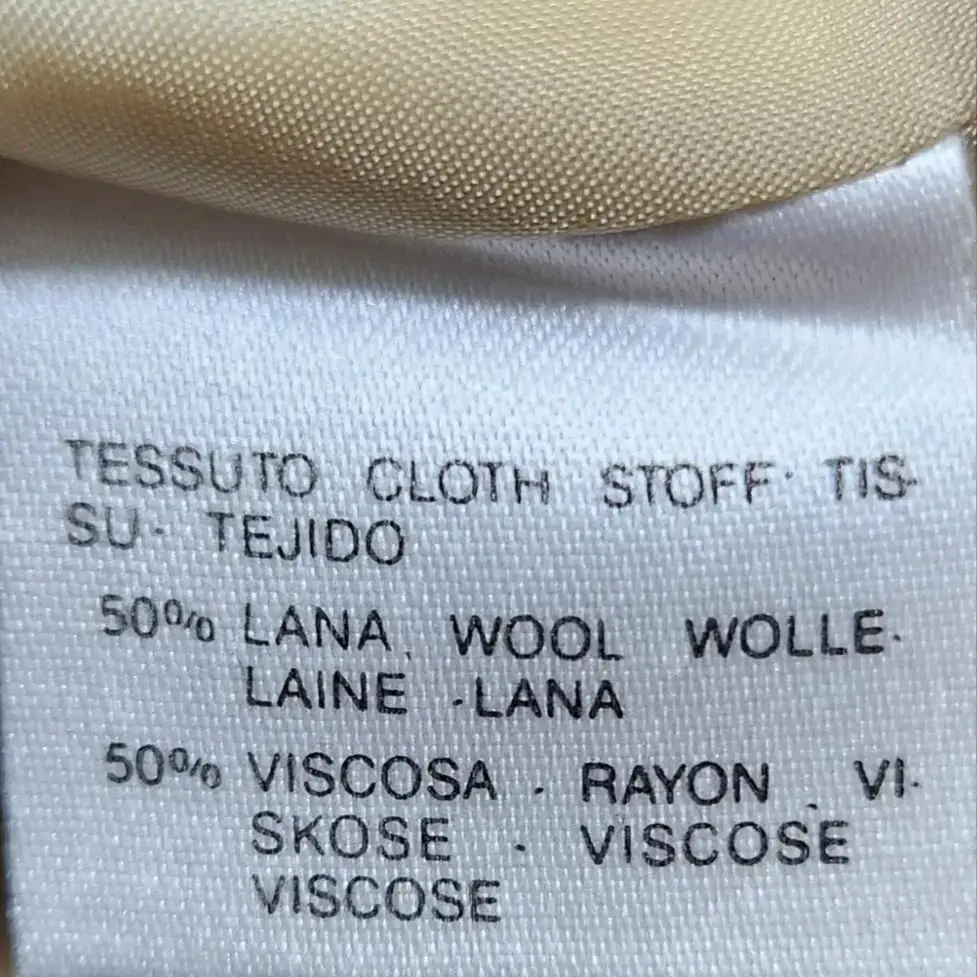 TESSUTO CLOTH STOFF· TIS-
SU· TEJIDO
50% LANA. WOOL WOLLE·
LAINE ·LANA
50% VISCOSA · RAYON . VI-
SKOSE · VISCOSE
VISCOSE